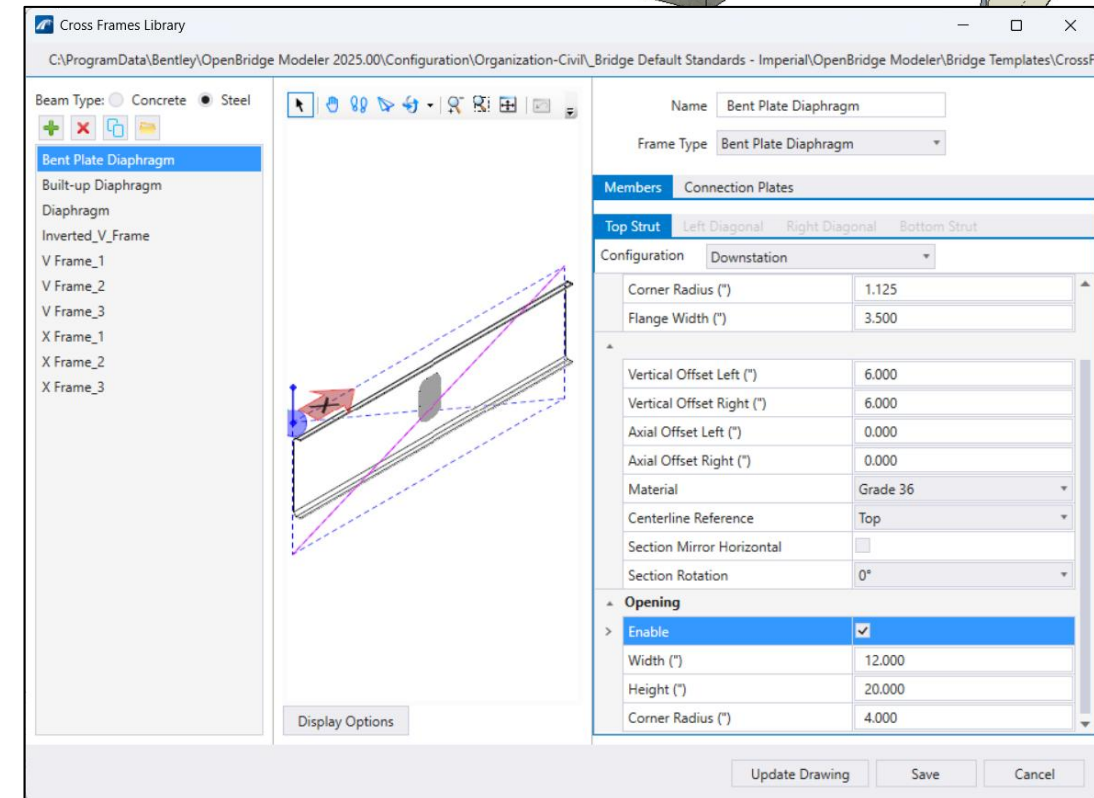 Cross Frames Library
C:\ProgramData\Bentley\OpenBridge Modeler 2025.00\Configuration\Organization-Civil\_Bridge Default Standards - Imperial\OpenBridge Modeler\Bridge Templates\CrossF
Beam Type: Concrete Steel
Bent Plate Diaphragm
Built-up Diaphragm
Diaphragm
Inverted_V_Frame
V Frame_1
V Frame_2
V Frame_3
X Frame_1
X Frame_2
X Frame_3
Display Options
Name Bent Plate Diaphragm
Frame Type Bent Plate Diaphragm
Members Connection Plates
Top Strut Left Diagonal Right Diagonal Bottom Strut
Configuration Downstation
Corner Radius (") 1.125
Flange Width (") 3.500
Vertical Offset Left (") 6.000
Vertical Offset Right (") 6.000
Axial Offset Left (") 0.000
Axial Offset Right (") 0.000
Material Grade 36
Centerline Reference Top
Section Mirror Horizontal
Section Rotation 0°
Opening
Enable
Width (") 12.000
Height (") 20.000
Corner Radius (") 4.000
Update Drawing Save Cancel